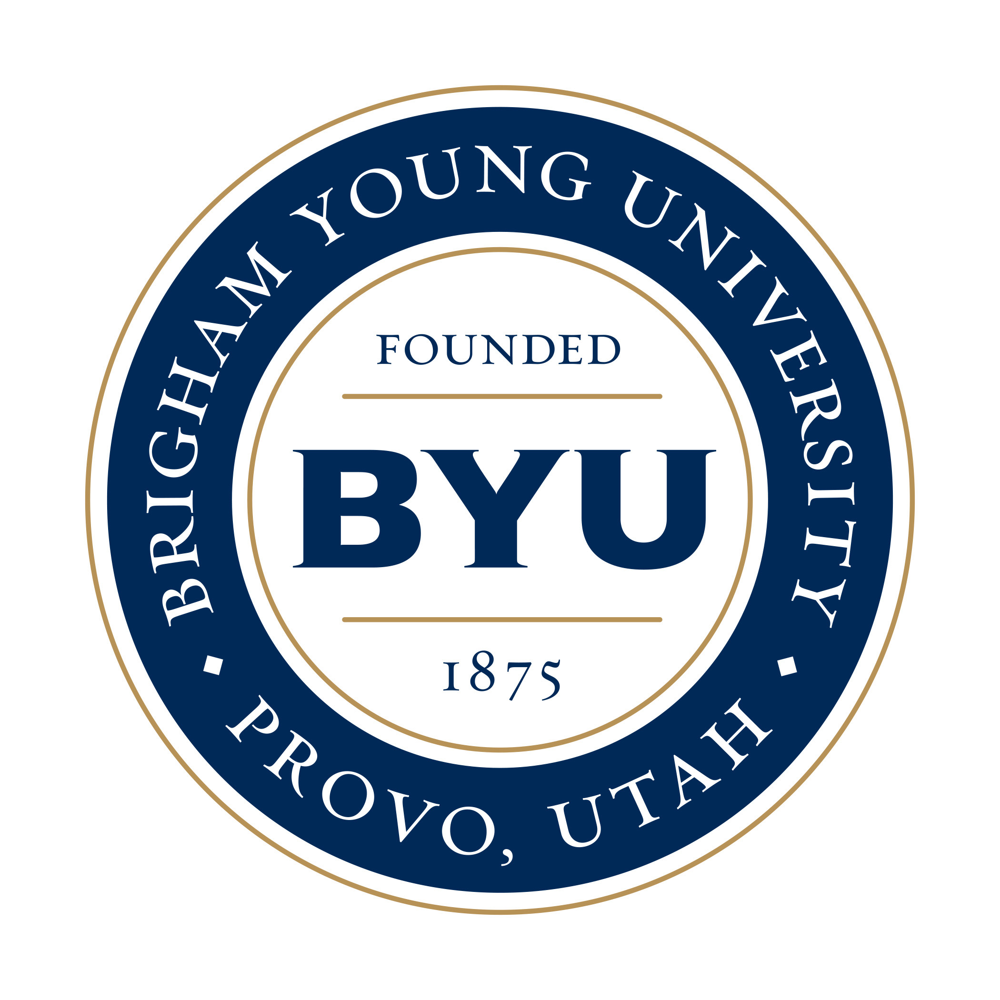 BRIGHAM YOUNG UNIVERSITY
FOUNDED
BYU
1875
PROVO, UTAH